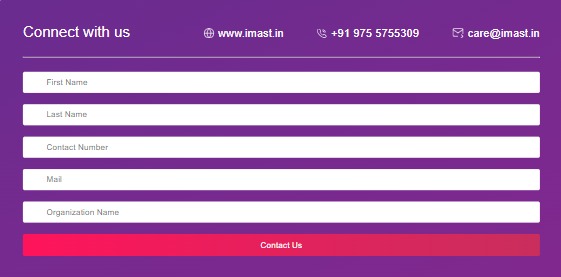 Connect with us www.imast.in +91 975 5755309 care@imast.in
First Name
Last Name
Contact Number
Mail
Organization Name
Contact Us